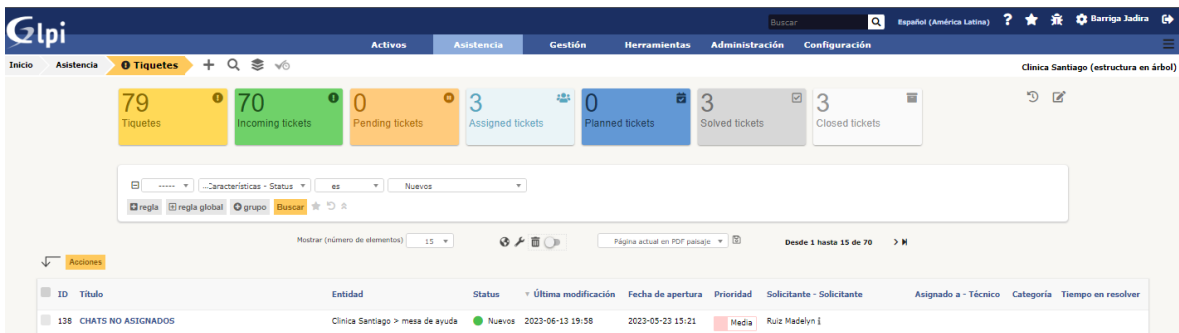 Glpi
Buscar
Español (América Latina)
?
Barriga Jadira
Activos Asistencia Gestión Herramientas Administración Configuración
Inicio Asistencia Tiquetes
Clinica Santiago (estructura en árbol)
79 70 0 3 0 3 3
Tiquetes Incoming tickets Pending tickets Assigned tickets Planned tickets Solved tickets Closed tickets
----- ...Características - Status es Nuevos
regla regla global grupo Buscar
Mostrar (número de elementos) 15 Página actual en PDF paisaje Desde 1 hasta 15 de 70
Acciones
ID Título Entidad Status Última modificación Fecha de apertura Prioridad Solicitante - Solicitante Asignado a - Técnico Categoría Tiempo en resolver
138 CHATS NO ASIGNADOS Clinica Santiago > mesa de ayuda Nuevos 2023-06-13 19:58 2023-05-23 15:21 Media Ruiz Madelyn i